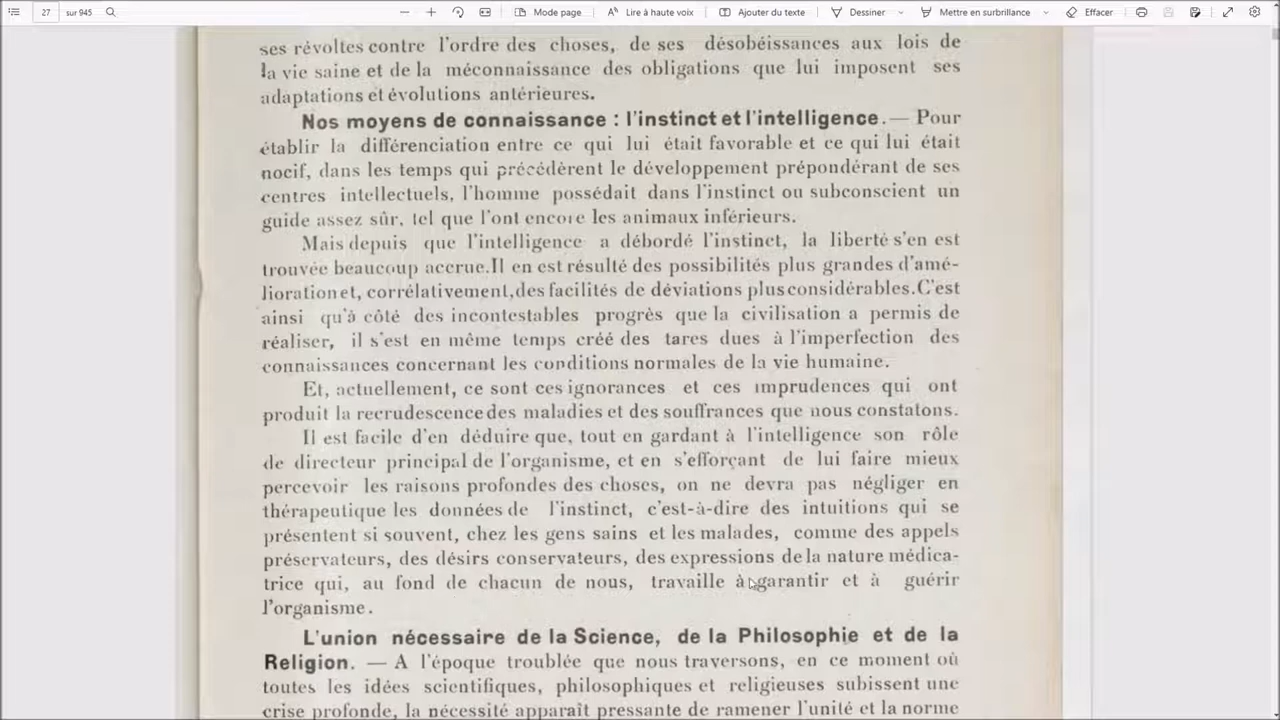 27 sur 945 Mode page Lire à haute voix Ajouter du texte Dessiner Mettre en surbrillance Effacer
ses révoltes contre l'ordre des choses, de ses désobéissances aux lois de
la vie saine et de la méconnaissance des obligations que lui imposent ses
adaptations et évolutions antérieures.
Nos moyens de connaissance : l'instinct et l'intelligence. — Pour
établir la différenciation entre ce qui lui était favorable et ce qui lui était
nocif, dans les temps qui précédèrent le développement prépondérant de ses
centres intellectuels, l'homme possédait dans l'instinct ou subconscient un
guide assez sûr, tel que l'ont encore les animaux inférieurs.
Mais depuis que l'intelligence a débordé l'instinct, la liberté s'en est
trouvée beaucoup accrue. Il en est résulté des possibilités plus grandes d'amé-
lioration et, corrélativement, des facilités de déviations plus considérables. C'est
ainsi qu'à côté des incontestables progrès que la civilisation a permis de
réaliser, il s'est en même temps créé des tares dues à l'imperfection des
connaissances concernant les conditions normales de la vie humaine.
Et, actuellement, ce sont ces ignorances et ces imprudences qui ont
produit la recrudescence des maladies et des souffrances que nous constatons.
Il est facile d'en déduire que, tout en gardant à l'intelligence son rôle
de directeur principal de l'organisme, et en s'efforçant de lui faire mieux
percevoir les raisons profondes des choses, on ne devra pas négliger en
thérapeutique les données de l'instinct, c'est-à-dire des intuitions qui se
présentent si souvent, chez les gens sains et les malades, comme des appels
préservateurs, des désirs conservateurs, des expressions de la nature médica-
trice qui, au fond de chacun de nous, travaille à garantir et à guérir
l'organisme.
L'union nécessaire de la Science, de la Philosophie et de la
Religion. — A l'époque troublée que nous traversons, en ce moment où
toutes les idées scientifiques, philosophiques et religieuses subissent une
crise profonde, la nécessité apparaît pressante de ramener l'unité et la norme